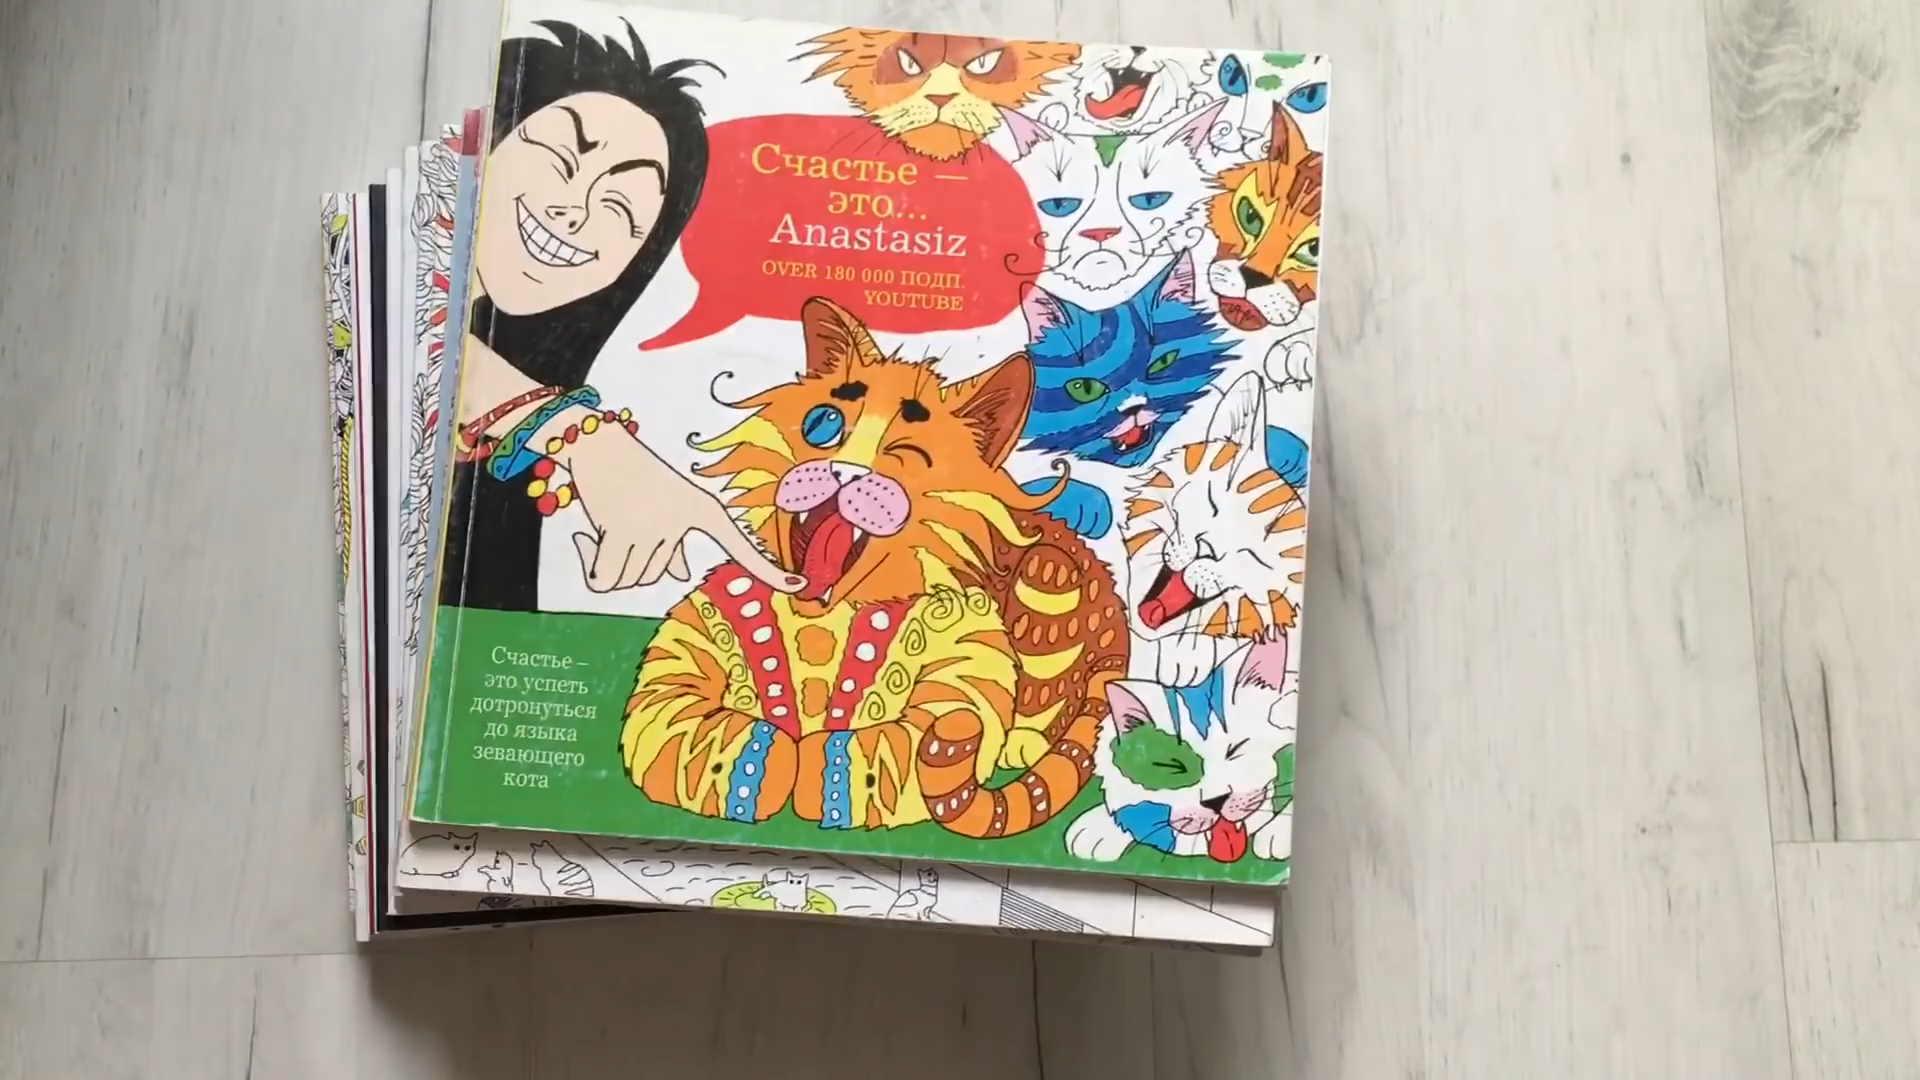 Счастье —
это...
Anastasiz
OVER 180 000 ПОДП.
YOUTUBE
Счастье –
это успеть
дотронуться
до языка
зевающего
кота